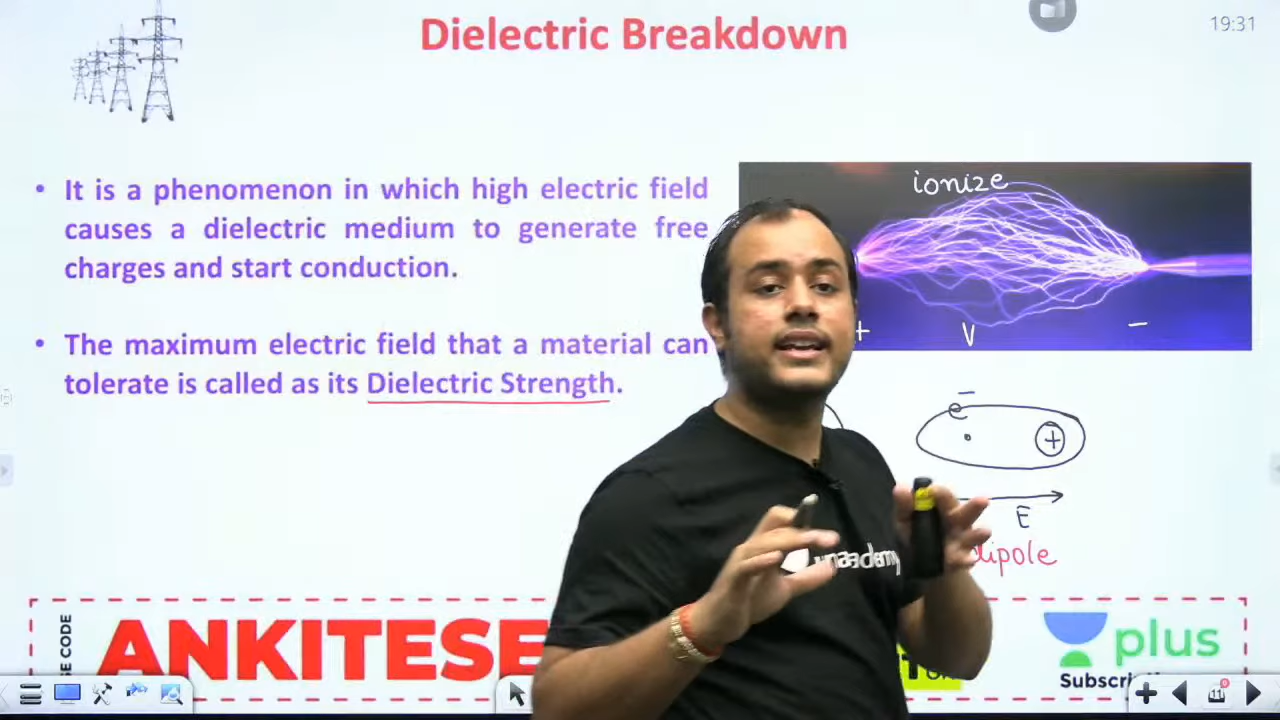 Dielectric Breakdown
19:31
• It is a phenomenon in which high electric field
causes a dielectric medium to generate free
charges and start conduction.
• The maximum electric field that a material can
tolerate is called as its Dielectric Strength.
ionize
+ V −
e−
+
E
dipole
unacademy
CODE
ANKITESE
plus
11